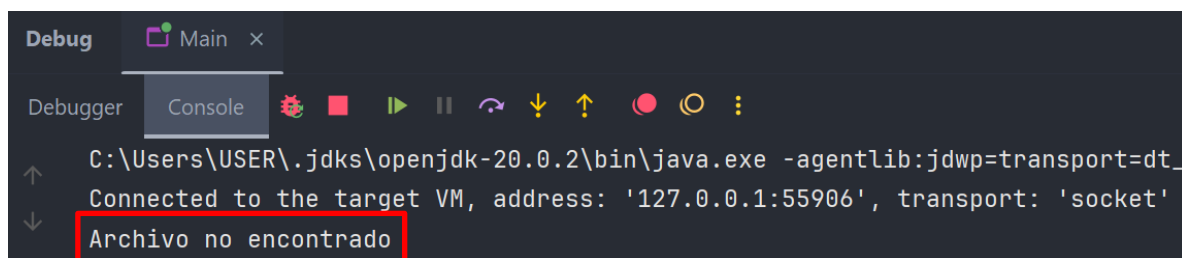 Debug Main ×
Debugger Console
C:\Users\USER\.jdks\openjdk-20.0.2\bin\java.exe -agentlib:jdwp=transport=dt_
Connected to the target VM, address: '127.0.0.1:55906', transport: 'socket'
Archivo no encontrado